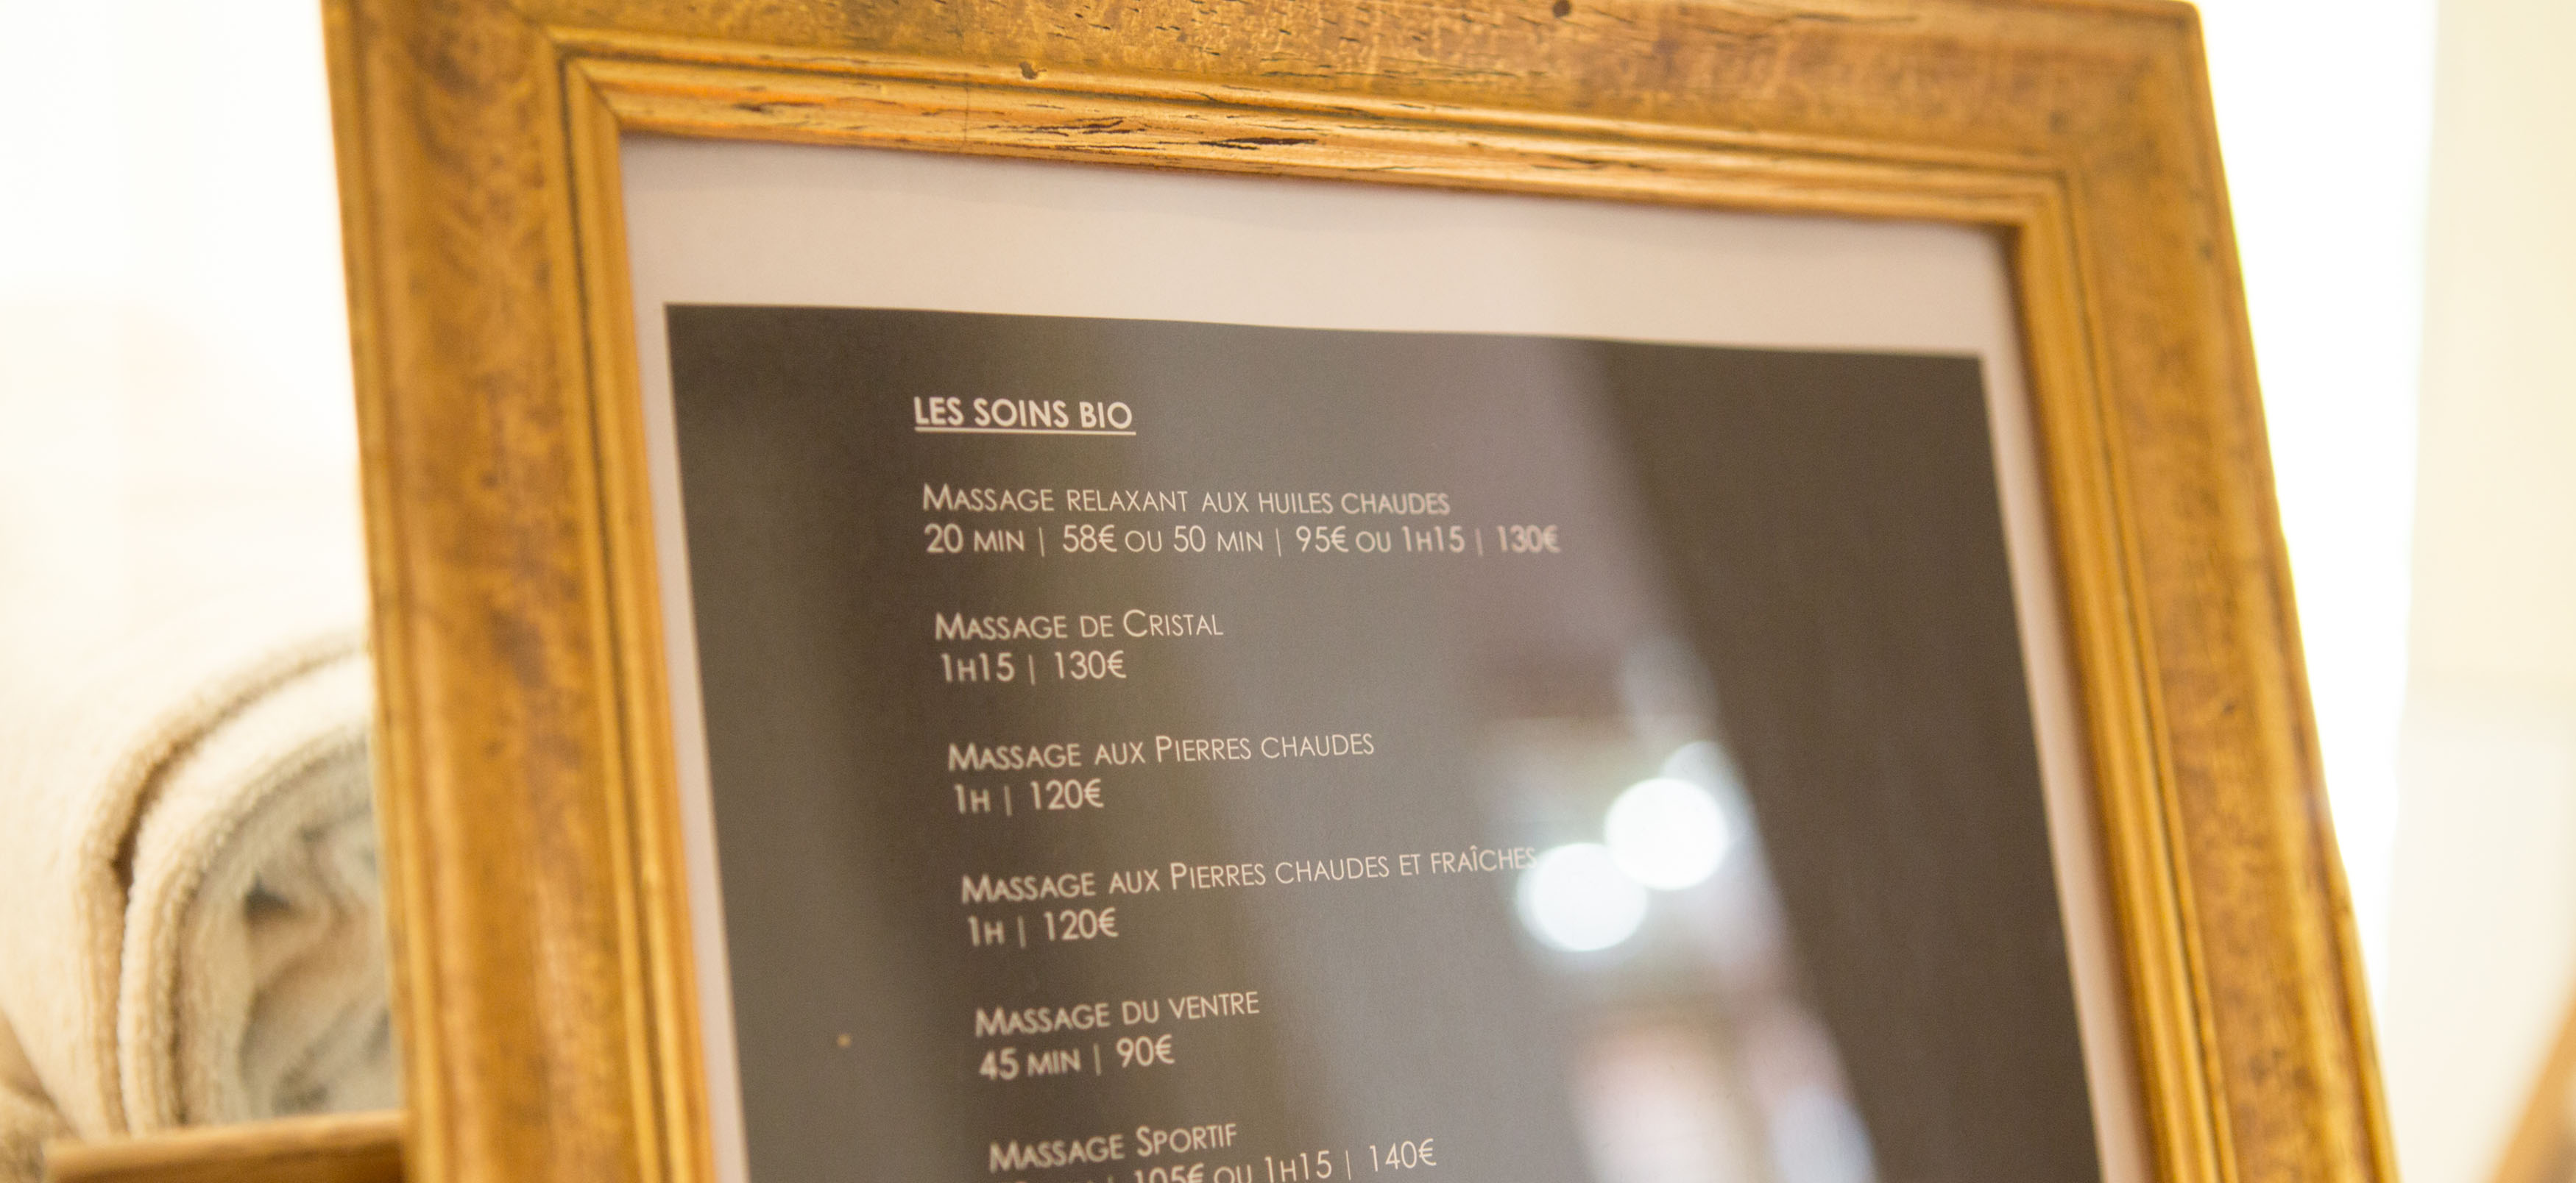 LES SOINS BIO
MASSAGE RELAXANT AUX HUILES CHAUDES
20 MIN | 58€ OU 50 MIN | 95€ OU 1H15 | 130€
MASSAGE DE CRISTAL
1H15 | 130€
MASSAGE AUX PIERRES CHAUDES
1H | 120€
MASSAGE AUX PIERRES CHAUDES ET FRAÎCHES
1H | 120€
MASSAGE DU VENTRE
45 MIN | 90€
MASSAGE SPORTIF
| 105€ OU 1H15 | 140€